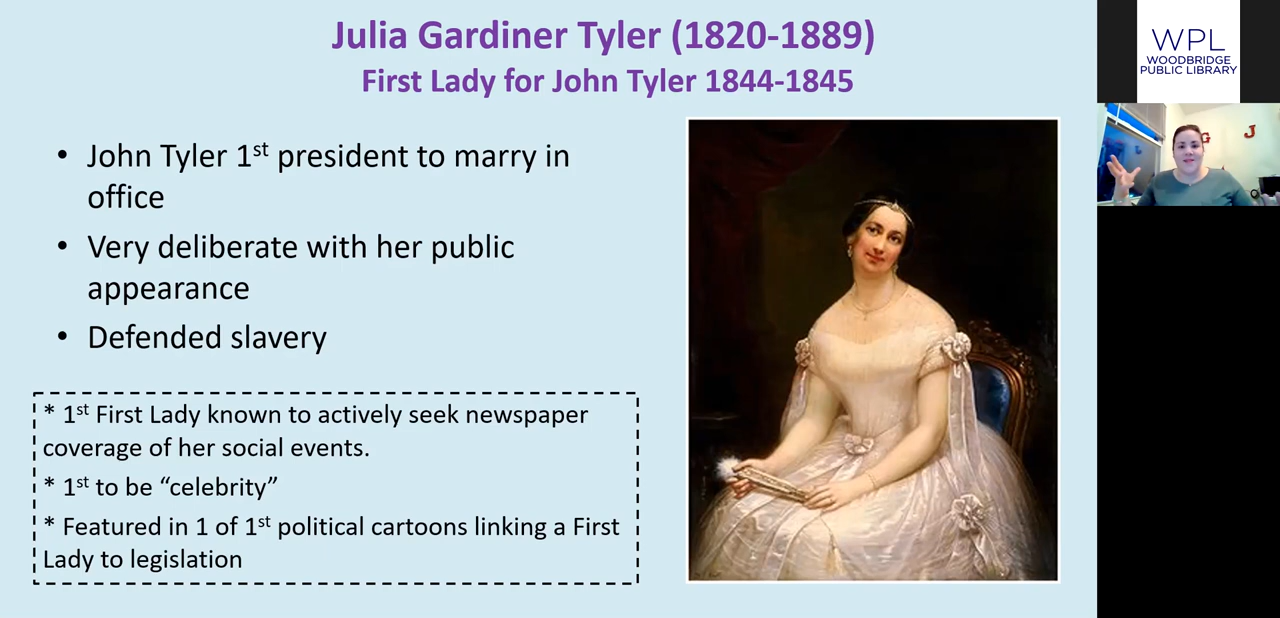 Julia Gardiner Tyler (1820-1889)
First Lady for John Tyler 1844-1845
• John Tyler 1st president to marry in
office
• Very deliberate with her public
appearance
• Defended slavery
* 1st First Lady known to actively seek newspaper
coverage of her social events.
* 1st to be “celebrity”
* Featured in 1 of 1st political cartoons linking a First
Lady to legislation
WPL
WOODBRIDGE
PUBLIC LIBRARY
G J